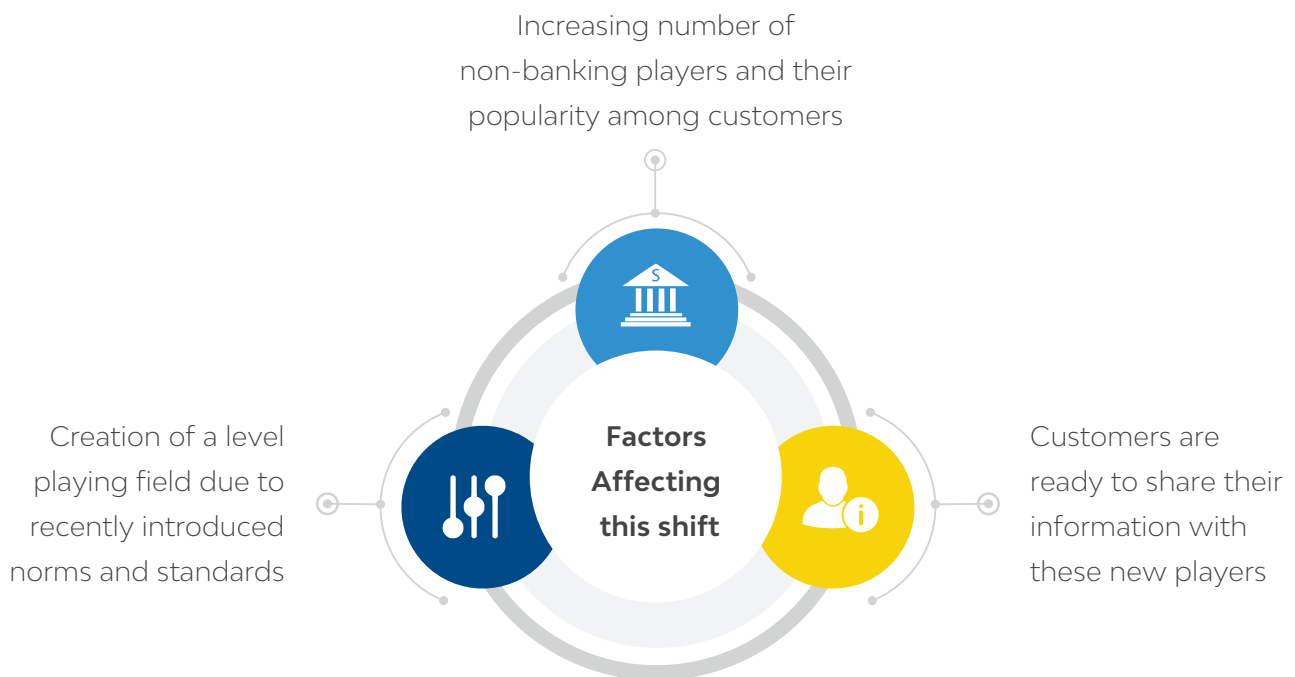 Increasing number of
non-banking players and their
popularity among customers
S
Factors
Affecting
this shift
Creation of a level
playing field due to
recently introduced
norms and standards
i
Customers are
ready to share their
information with
these new players